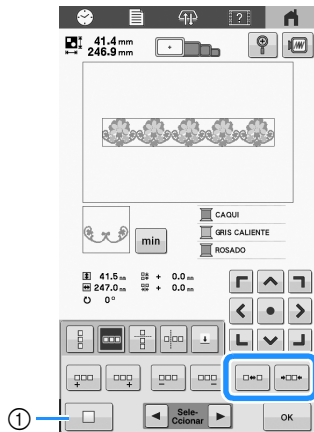 ?
41.4 mm
246.9 mm
min
CAQUI
GRIS CALIENTE
ROSADO
41.5 mm + 0.0 mm
247.0 mm + 0.0 mm
0°
① Sele-
Ccionar
OK